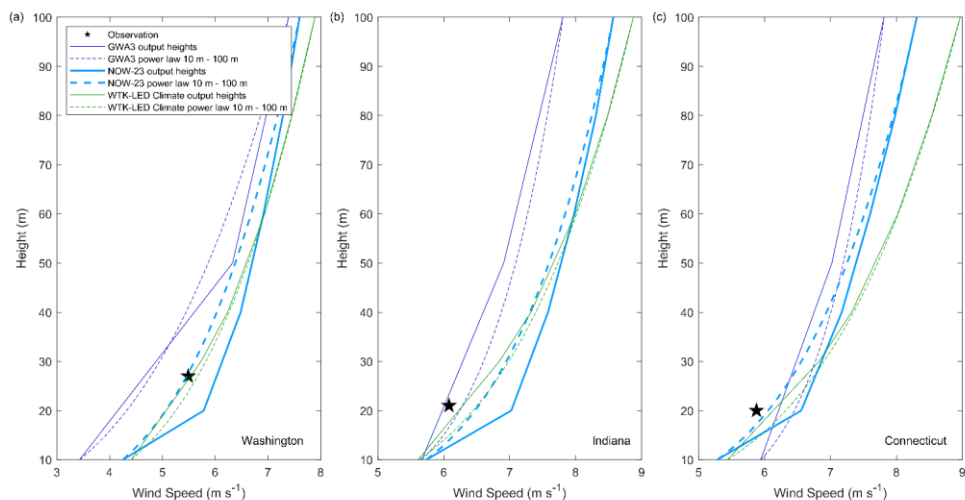 (a)
100
90
80
70
60
50
40
30
20
10
Height (m)
3 4 5 6 7 8
Wind Speed (m s⁻¹)
Observation
GWA3 output heights
GWA3 power law 10 m - 100 m
NOW-23 output heights
NOW-23 power law 10 m - 100 m
WTK-LED Climate output heights
WTK-LED Climate power law 10 m - 100 m
Washington
(b)
100
90
80
70
60
50
40
30
20
10
Height (m)
5 6 7 8 9
Wind Speed (m s⁻¹)
Indiana
(c)
100
90
80
70
60
50
40
30
20
10
Height (m)
5 6 7 8 9
Wind Speed (m s⁻¹)
Connecticut